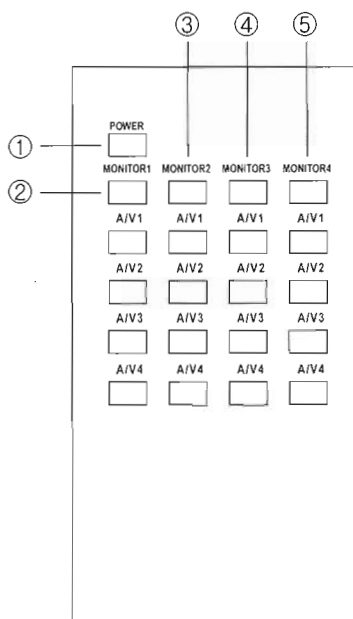 ③ ④ ⑤
POWER
①
MONITOR1 MONITOR2 MONITOR3 MONITOR4
②
A/V1 A/V1 A/V1 A/V1
A/V2 A/V2 A/V2 A/V2
A/V3 A/V3 A/V3 A/V3
A/V4 A/V4 A/V4 A/V4